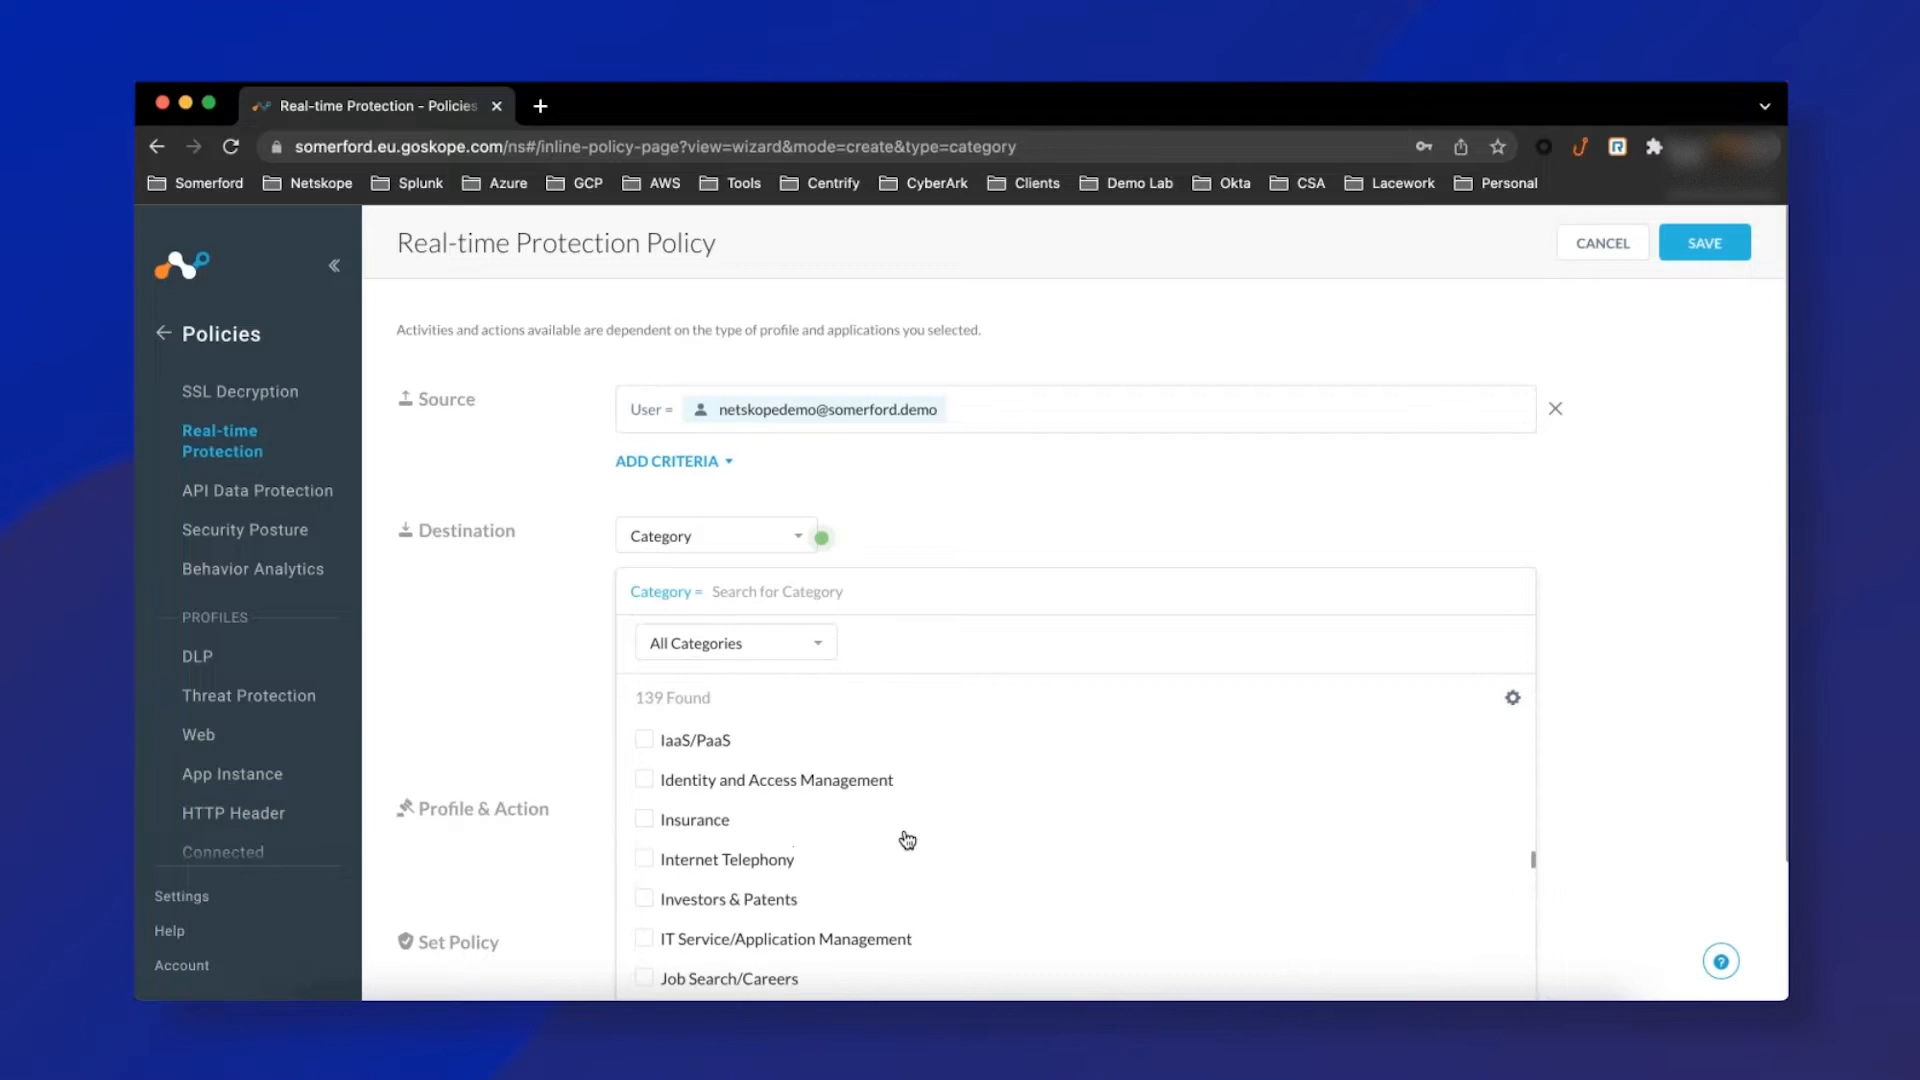 Real-time Protection - Policies
somerford.eu.goskope.com/ns#/inline-policy-page?view=wizard&mode=create&type=category
Somerford Netskope Splunk Azure GCP AWS Tools Centrify CyberArk Clients Demo Lab Okta CSA Lacework Personal
Real-time Protection Policy
CANCEL
SAVE
Policies
SSL Decryption
Real-time
Protection
API Data Protection
Security Posture
Behavior Analytics
PROFILES
DLP
Threat Protection
Web
App Instance
HTTP Header
Connected
Settings
Help
Account
Activities and actions available are dependent on the type of profile and applications you selected.
Source
User = netskopedemo@somerford.demo
ADD CRITERIA
Destination
Category
Category = Search for Category
All Categories
139 Found
IaaS/PaaS
Identity and Access Management
Insurance
Internet Telephony
Investors & Patents
IT Service/Application Management
Job Search/Careers
Profile & Action
Set Policy